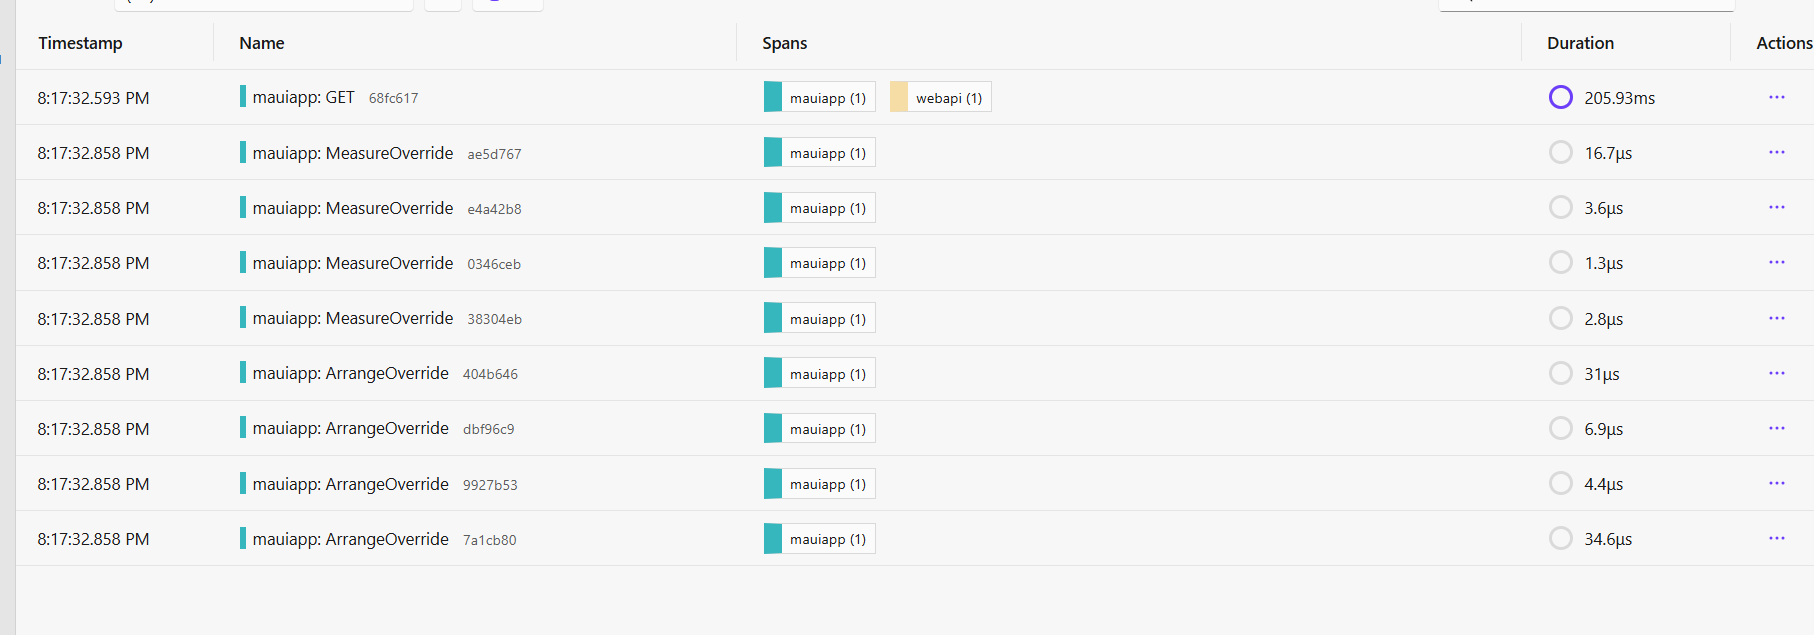 Timestamp Name Spans Duration Actions
8:17:32.593 PM mauiapp: GET 68fc617 mauiapp (1) webapi (1) 205.93ms
8:17:32.858 PM mauiapp: MeasureOverride ae5d767 mauiapp (1) 16.7µs
8:17:32.858 PM mauiapp: MeasureOverride e4a42b8 mauiapp (1) 3.6µs
8:17:32.858 PM mauiapp: MeasureOverride 0346ceb mauiapp (1) 1.3µs
8:17:32.858 PM mauiapp: MeasureOverride 38304eb mauiapp (1) 2.8µs
8:17:32.858 PM mauiapp: ArrangeOverride 404b646 mauiapp (1) 31µs
8:17:32.858 PM mauiapp: ArrangeOverride dbf96c9 mauiapp (1) 6.9µs
8:17:32.858 PM mauiapp: ArrangeOverride 9927b53 mauiapp (1) 4.4µs
8:17:32.858 PM mauiapp: ArrangeOverride 7a1cb80 mauiapp (1) 34.6µs